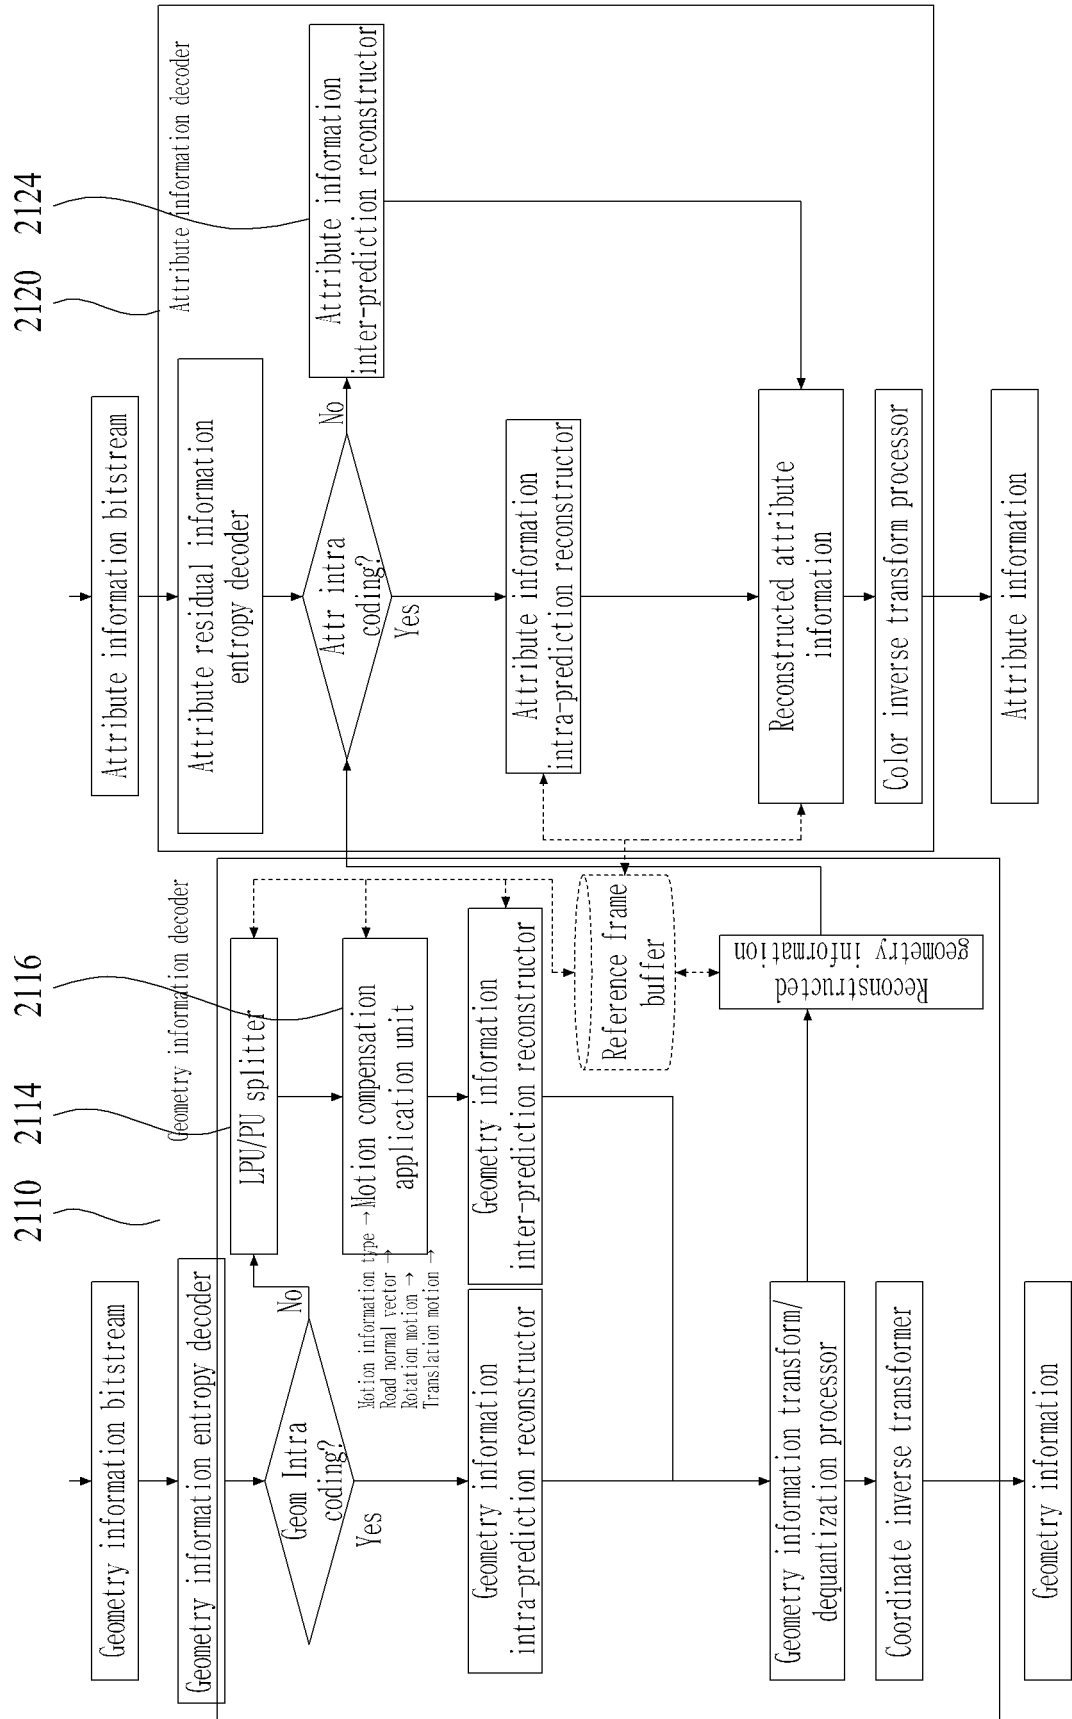 2110
2114
2116
2120
2124
Geometry information bitstream
Geometry information decoder
Geometry information entropy decoder
Geom Intra
coding?
No
Yes
LPU/PU splitter
Motion information type →
Road normal vector →
Rotation motion →
Translation motion →
Motion compensation
application unit
Geometry information
intra-prediction reconstructor
Geometry information
inter-prediction reconstructor
Reference frame
buffer
Geometry information transform/
dequantization processor
Reconstructed
geometry information
Coordinate inverse transformer
Geometry information
Attribute information bitstream
Attribute information decoder
Attribute residual information
entropy decoder
Attr intra
coding?
No
Yes
Attribute information
inter-prediction reconstructor
Attribute information
intra-prediction reconstructor
Reconstructed attribute
information
Color inverse transform processor
Attribute information